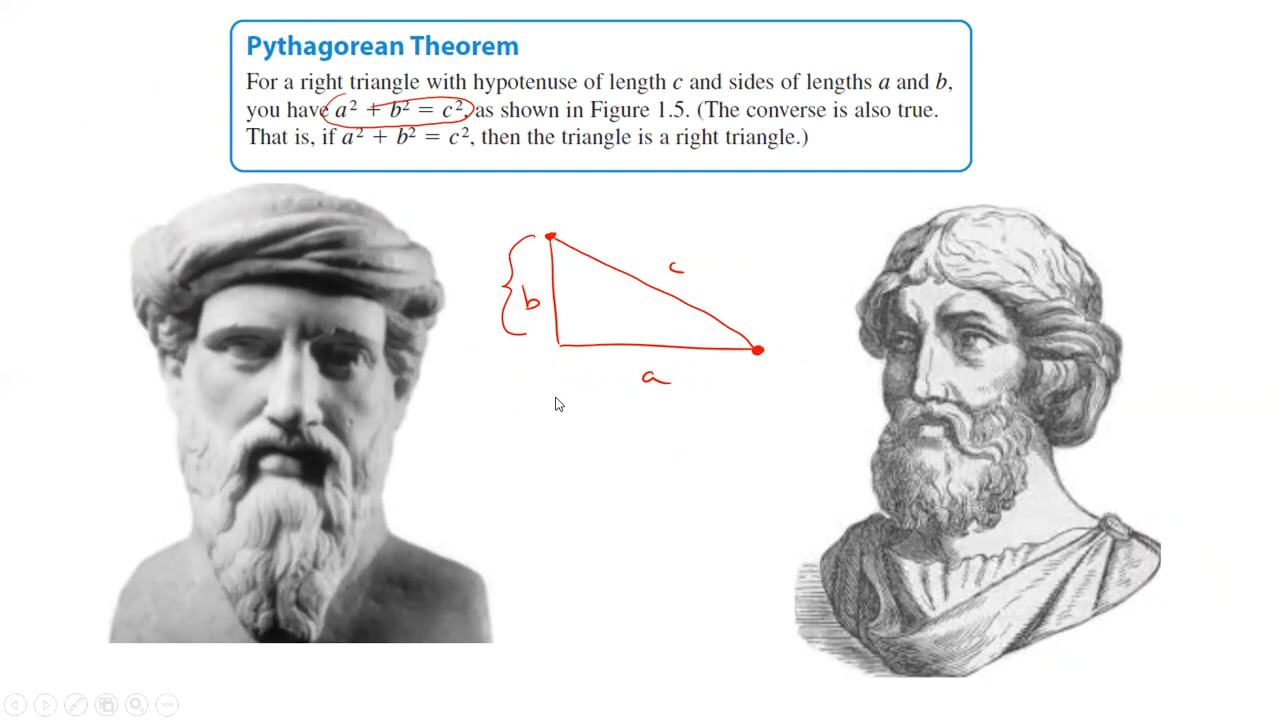 Pythagorean Theorem
For a right triangle with hypotenuse of length c and sides of lengths a and b,
you have a² + b² = c², as shown in Figure 1.5. (The converse is also true.
That is, if a² + b² = c², then the triangle is a right triangle.)
c
b
a